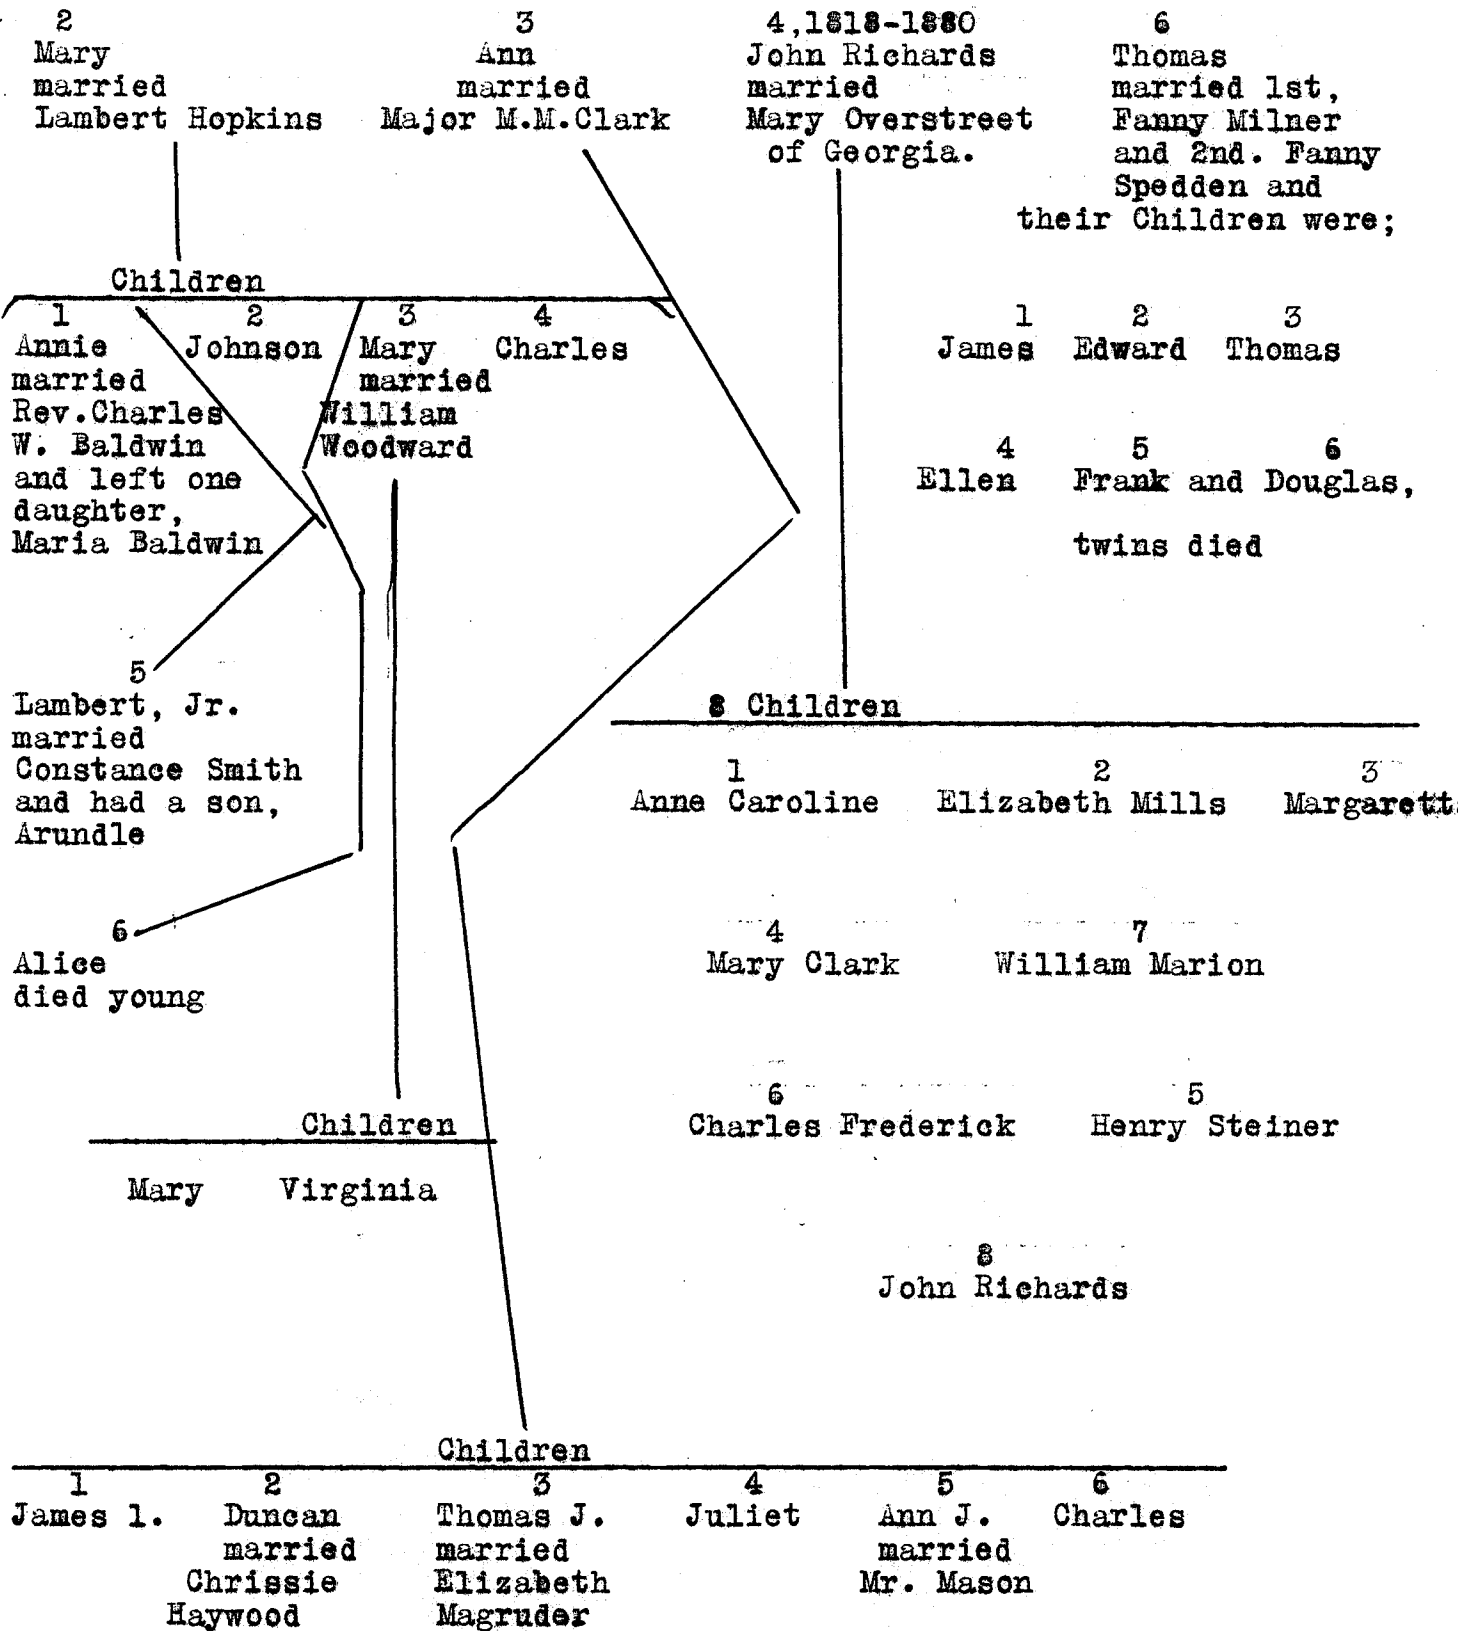 2 3 4,1818-1880 6
Mary Ann John Richards Thomas
married married married married 1st,
Lambert Hopkins Major M.M.Clark Mary Overstreet Fanny Milner
of Georgia. and 2nd. Fanny
Spedden and
their Children were;
Children
1 2 3 4 1 2 3
Annie Johnson Mary Charles James Edward Thomas
married married
Rev.Charles William
W. Baldwin Woodward 4 5 6
and left one Ellen Frank and Douglas,
daughter,
Maria Baldwin twins died
5
Lambert, Jr. 8 Children
married
Constance Smith 1 2 3
and had a son, Anne Caroline Elizabeth Mills Margaretta
Arundle
6 4 7
Alice Mary Clark William Marion
died young
6 5
Children Charles Frederick Henry Steiner
Mary Virginia
8
John Richards
Children
1 2 3 4 5 6
James l. Duncan Thomas J. Juliet Ann J. Charles
married married married
Chrissie Elizabeth Mr. Mason
Haywood Magruder